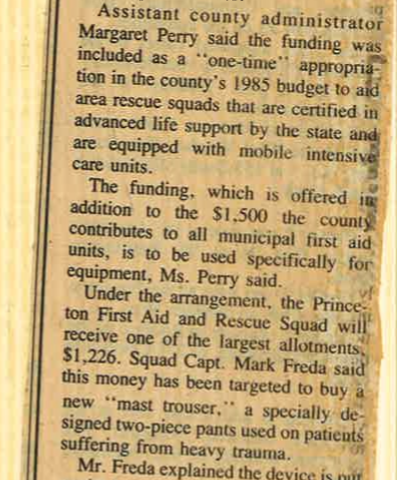 Assistant county administrator
Margaret Perry said the funding was
included as a "one-time" appropria-
tion in the county's 1985 budget to aid
area rescue squads that are certified in
advanced life support by the state and
are equipped with mobile intensive
care units.
The funding, which is offered in
addition to the $1,500 the county
contributes to all municipal first aid
units, is to be used specifically for
equipment, Ms. Perry said.
Under the arrangement, the Prince-
ton First Aid and Rescue Squad will
receive one of the largest allotments,
$1,226. Squad Capt. Mark Freda said
this money has been targeted to buy a
new "mast trouser," a specially de-
signed two-piece pants used on patients
suffering from heavy trauma.
Mr. Freda explained the device is put